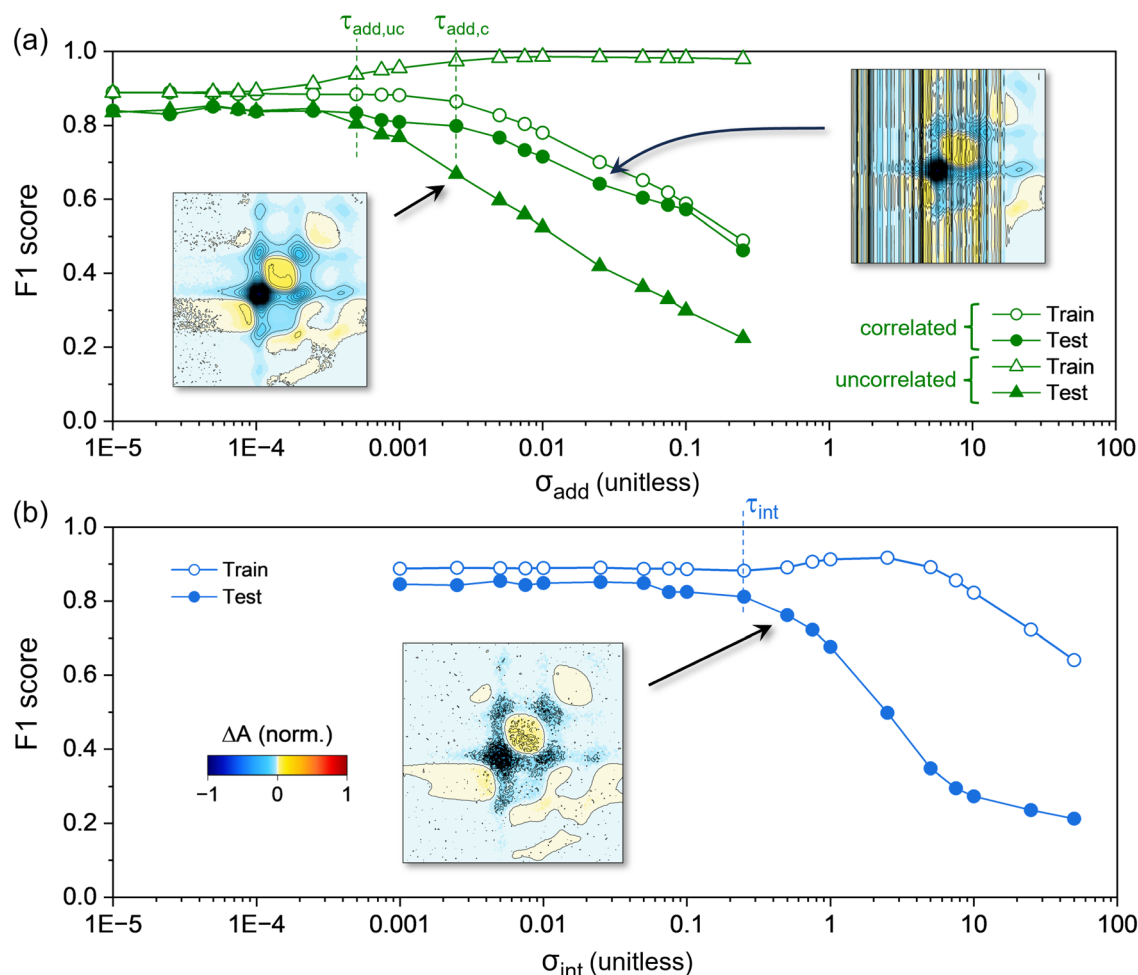 (a)
τadd,uc
τadd,c
1.0
0.8
0.6
0.4
0.2
0.0
F1 score
correlated
Train
Test
uncorrelated
Train
Test
1E−5
1E−4
0.001
0.01
0.1
1
10
100
σadd (unitless)
(b)
τint
1.0
0.8
0.6
0.4
0.2
0.0
F1 score
Train
Test
ΔA (norm.)
−1
0
1
1E−5
1E−4
0.001
0.01
0.1
1
10
100
σint (unitless)